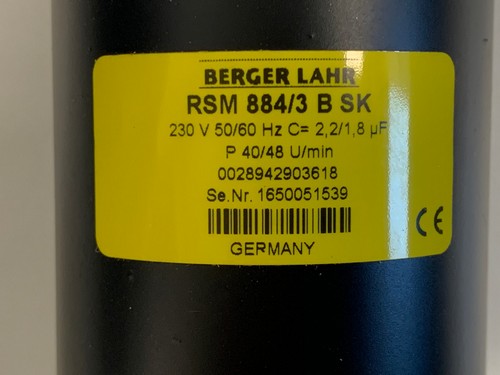 BERGER LAHR
RSM 884/3 B SK
230 V 50/60 Hz C= 2,2/1,8 µF
P 40/48 U/min
0028942903618
Se.Nr. 1650051539
GERMANY
CE